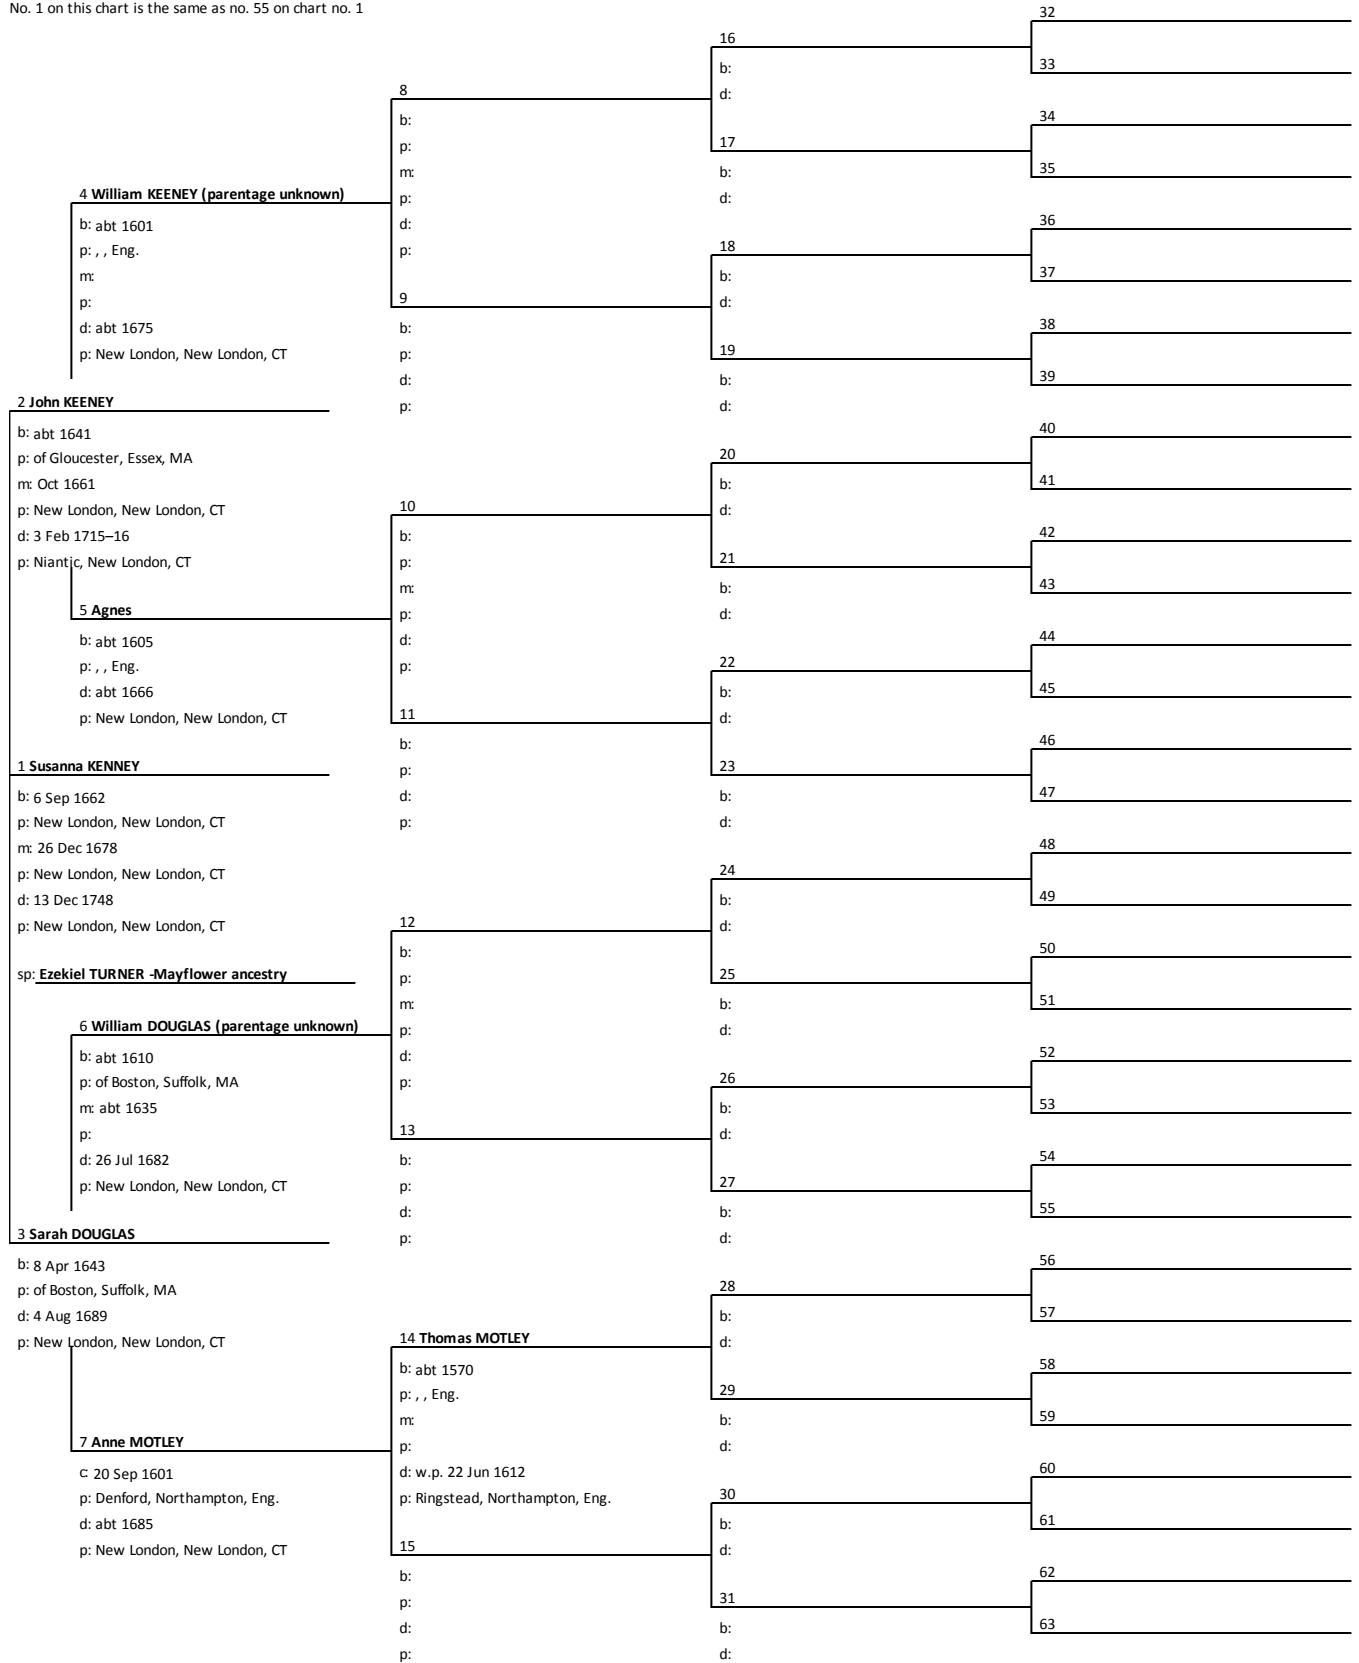 No. 1 on this chart is the same as no. 55 on chart no. 1
4 William KEENEY (parentage unknown)
b: abt 1601
p: , , Eng.
m:
p:
d: abt 1675
p: New London, New London, CT
2 John KEENEY
b: abt 1641
p: of Gloucester, Essex, MA
m: Oct 1661
p: New London, New London, CT
d: 3 Feb 1715–16
p: Niantic, New London, CT
5 Agnes
b: abt 1605
p: , , Eng.
d: abt 1666
p: New London, New London, CT
1 Susanna KENNEY
b: 6 Sep 1662
p: New London, New London, CT
m: 26 Dec 1678
p: New London, New London, CT
d: 13 Dec 1748
p: New London, New London, CT
sp: Ezekiel TURNER -Mayflower ancestry
6 William DOUGLAS (parentage unknown)
b: abt 1610
p: of Boston, Suffolk, MA
m: abt 1635
p:
d: 26 Jul 1682
p: New London, New London, CT
3 Sarah DOUGLAS
b: 8 Apr 1643
p: of Boston, Suffolk, MA
d: 4 Aug 1689
p: New London, New London, CT
7 Anne MOTLEY
c: 20 Sep 1601
p: Denford, Northampton, Eng.
d: abt 1685
p: New London, New London, CT
8
b:
p:
m:
p:
d:
p:
9
b:
p:
d:
p:
10
b:
p:
m:
p:
d:
p:
11
b:
p:
d:
p:
12
b:
p:
m:
p:
d:
p:
13
b:
p:
d:
p:
14 Thomas MOTLEY
b: abt 1570
p: , , Eng.
m:
p:
d: w.p. 22 Jun 1612
p: Ringstead, Northampton, Eng.
15
b:
p:
d:
p:
16
b:
d:
17
b:
d:
18
b:
d:
19
b:
d:
20
b:
d:
21
b:
d:
22
b:
d:
23
b:
d:
24
b:
d:
25
b:
d:
26
b:
d:
27
b:
d:
28
b:
d:
29
b:
d:
30
b:
d:
31
b:
d:
32
33
34
35
36
37
38
39
40
41
42
43
44
45
46
47
48
49
50
51
52
53
54
55
56
57
58
59
60
61
62
63